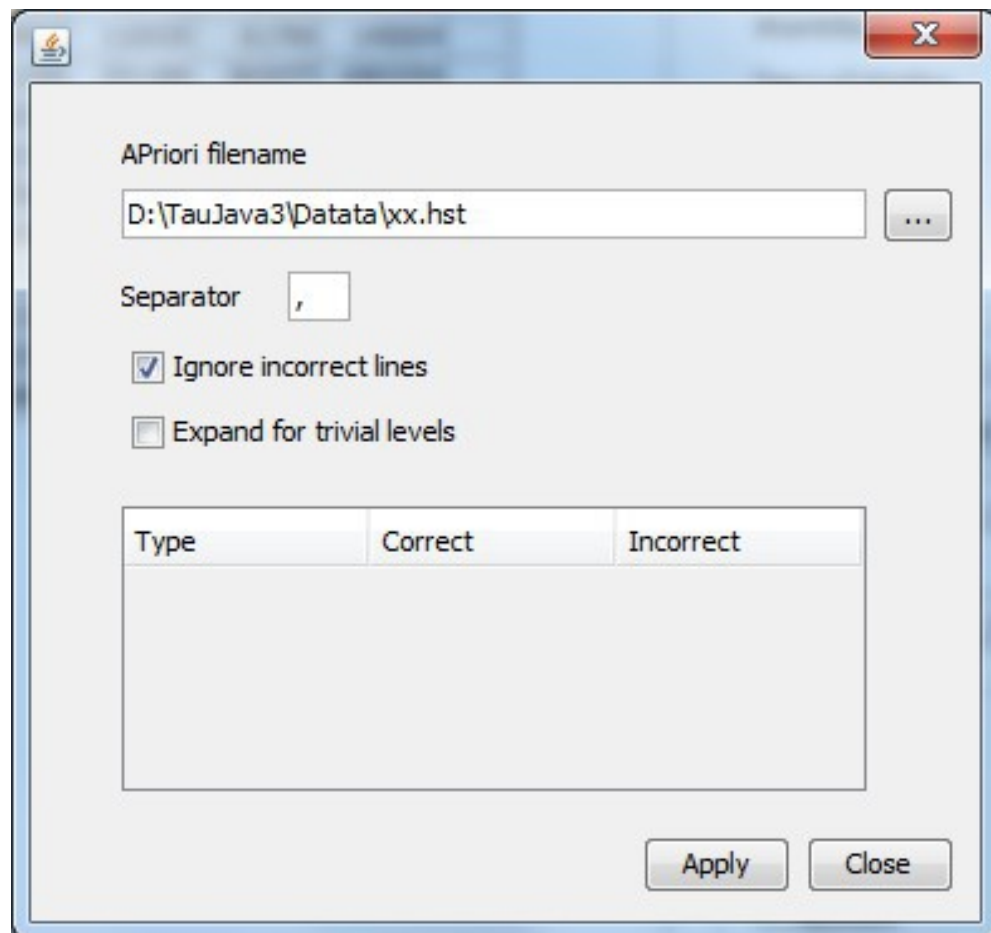 APriori filename
D:\TauJava3\Datata\xx.hst
...
Separator ,
Ignore incorrect lines
Expand for trivial levels
Type Correct Incorrect
Apply Close